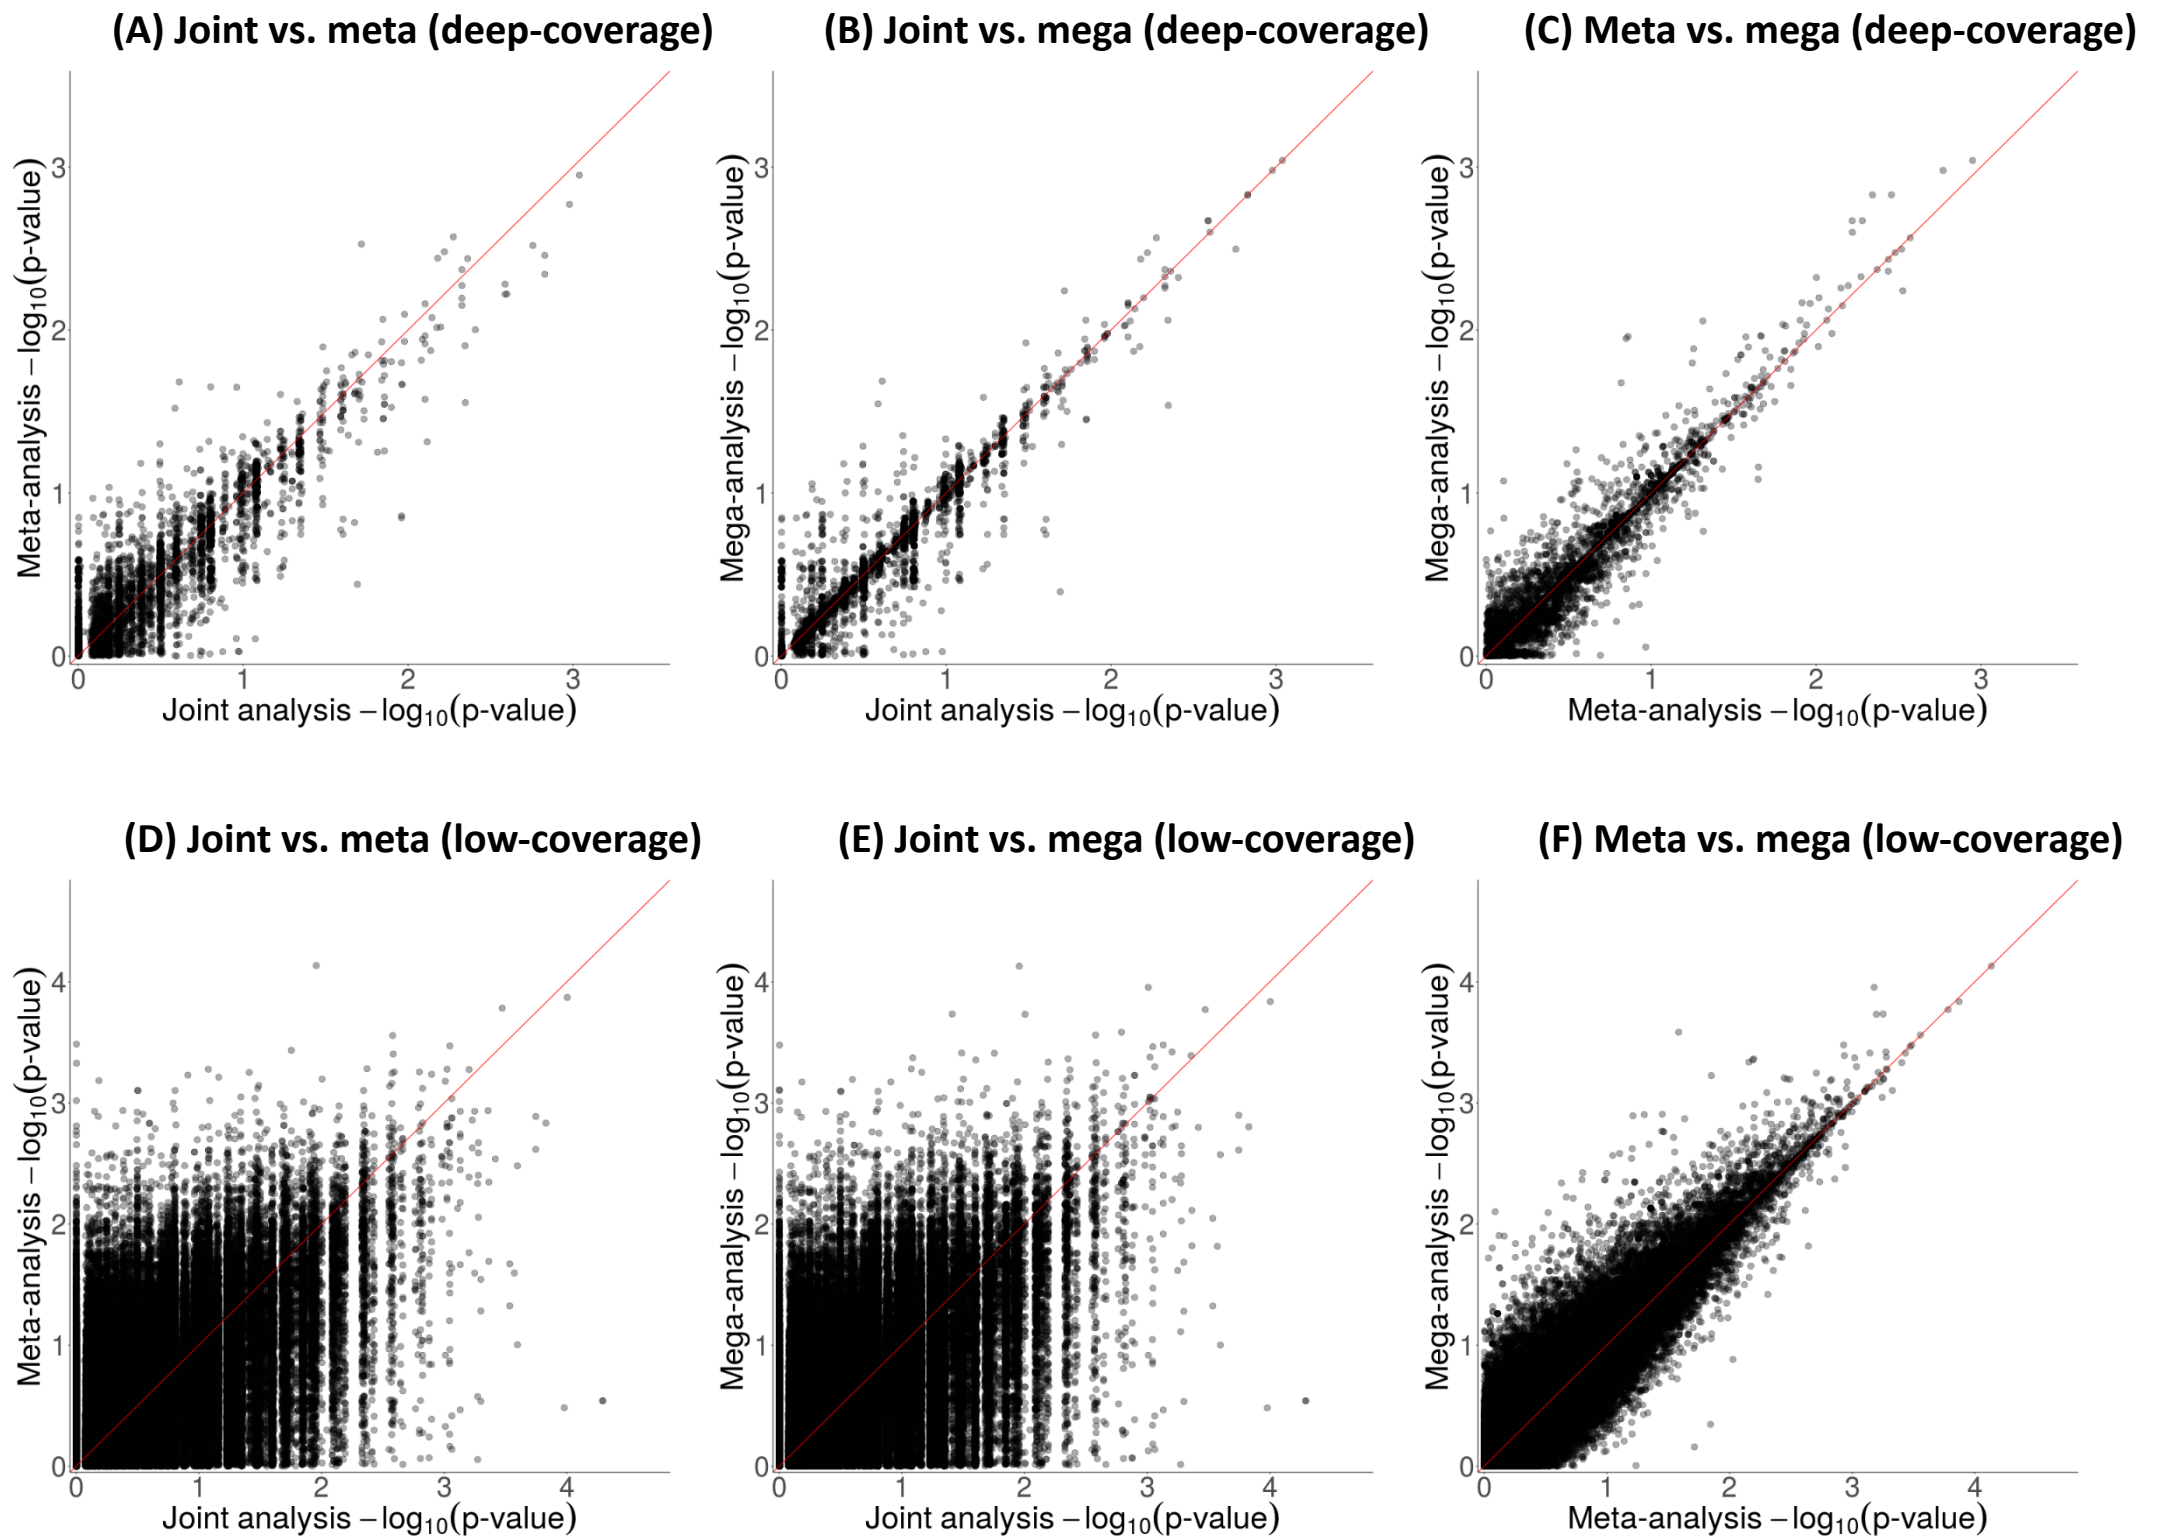 (A) Joint vs. meta (deep-coverage)
Meta-analysis −log10(p-value)
3
2
1
0
0 1 2 3
Joint analysis −log10(p-value)
(B) Joint vs. mega (deep-coverage)
Mega-analysis −log10(p-value)
3
2
1
0
0 1 2 3
Joint analysis −log10(p-value)
(C) Meta vs. mega (deep-coverage)
Mega-analysis −log10(p-value)
3
2
1
0
0 1 2 3
Meta-analysis −log10(p-value)
(D) Joint vs. meta (low-coverage)
Meta-analysis −log10(p-value)
4
3
2
1
0
0 1 2 3 4
Joint analysis −log10(p-value)
(E) Joint vs. mega (low-coverage)
Mega-analysis −log10(p-value)
4
3
2
1
0
0 1 2 3 4
Joint analysis −log10(p-value)
(F) Meta vs. mega (low-coverage)
Mega-analysis −log10(p-value)
4
3
2
1
0
0 1 2 3 4
Meta-analysis −log10(p-value)